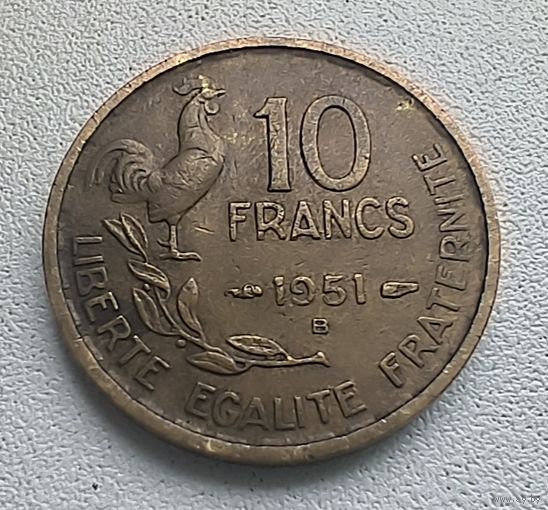 10
FRANCS
1951
B
LIBERTE EGALITE FRATERNITE